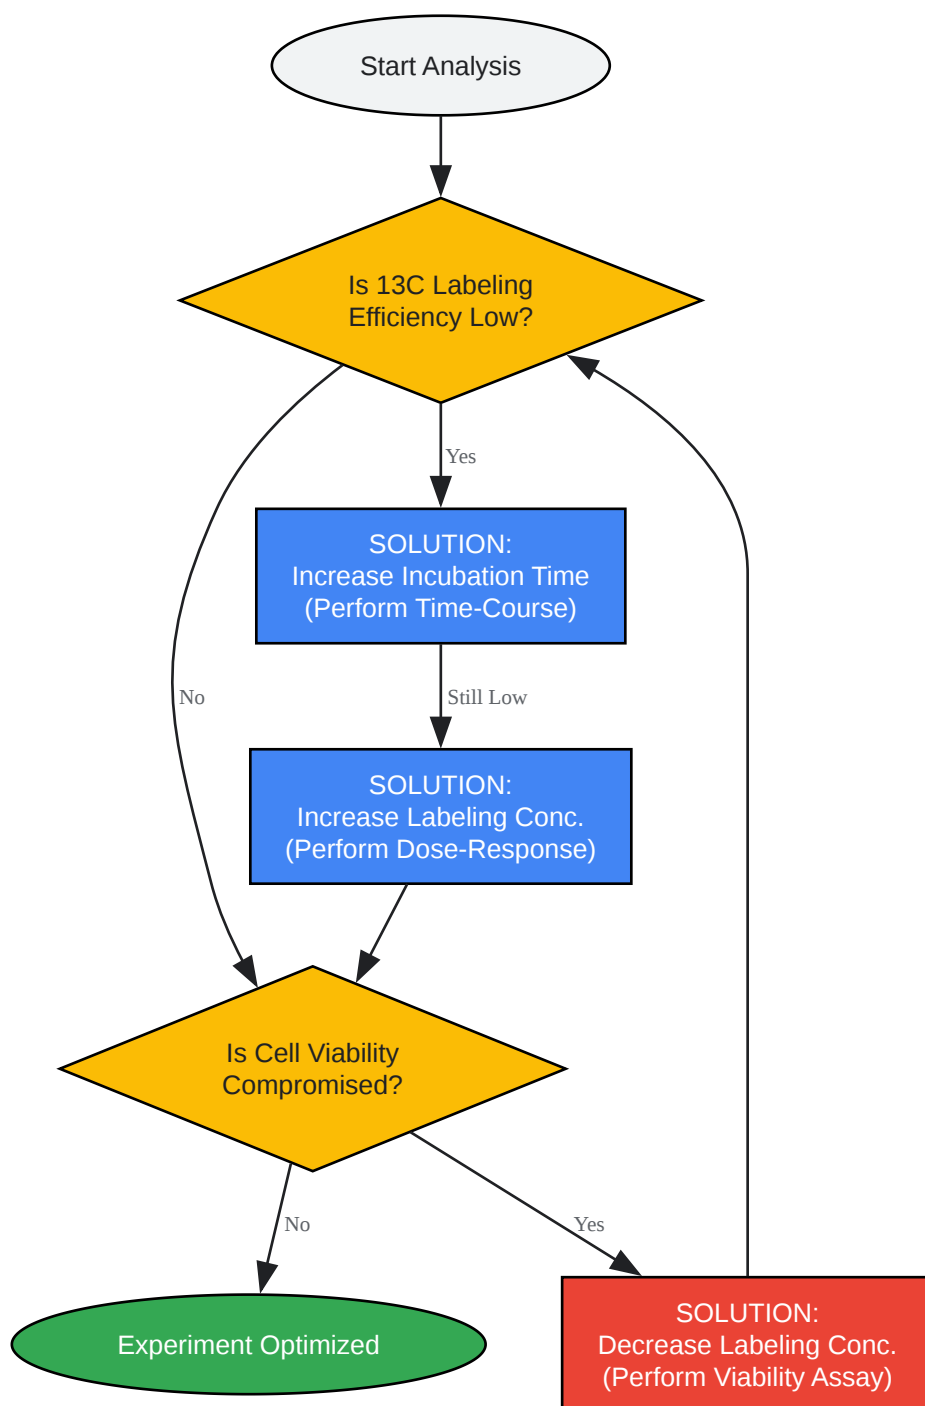 Start Analysis
Is 13C Labeling
Efficiency Low?
Yes
SOLUTION:
Increase Incubation Time
(Perform Time-Course)
No
Still Low
SOLUTION:
Increase Labeling Conc.
(Perform Dose-Response)
Is Cell Viability
Compromised?
No
Yes
Experiment Optimized
SOLUTION:
Decrease Labeling Conc.
(Perform Viability Assay)